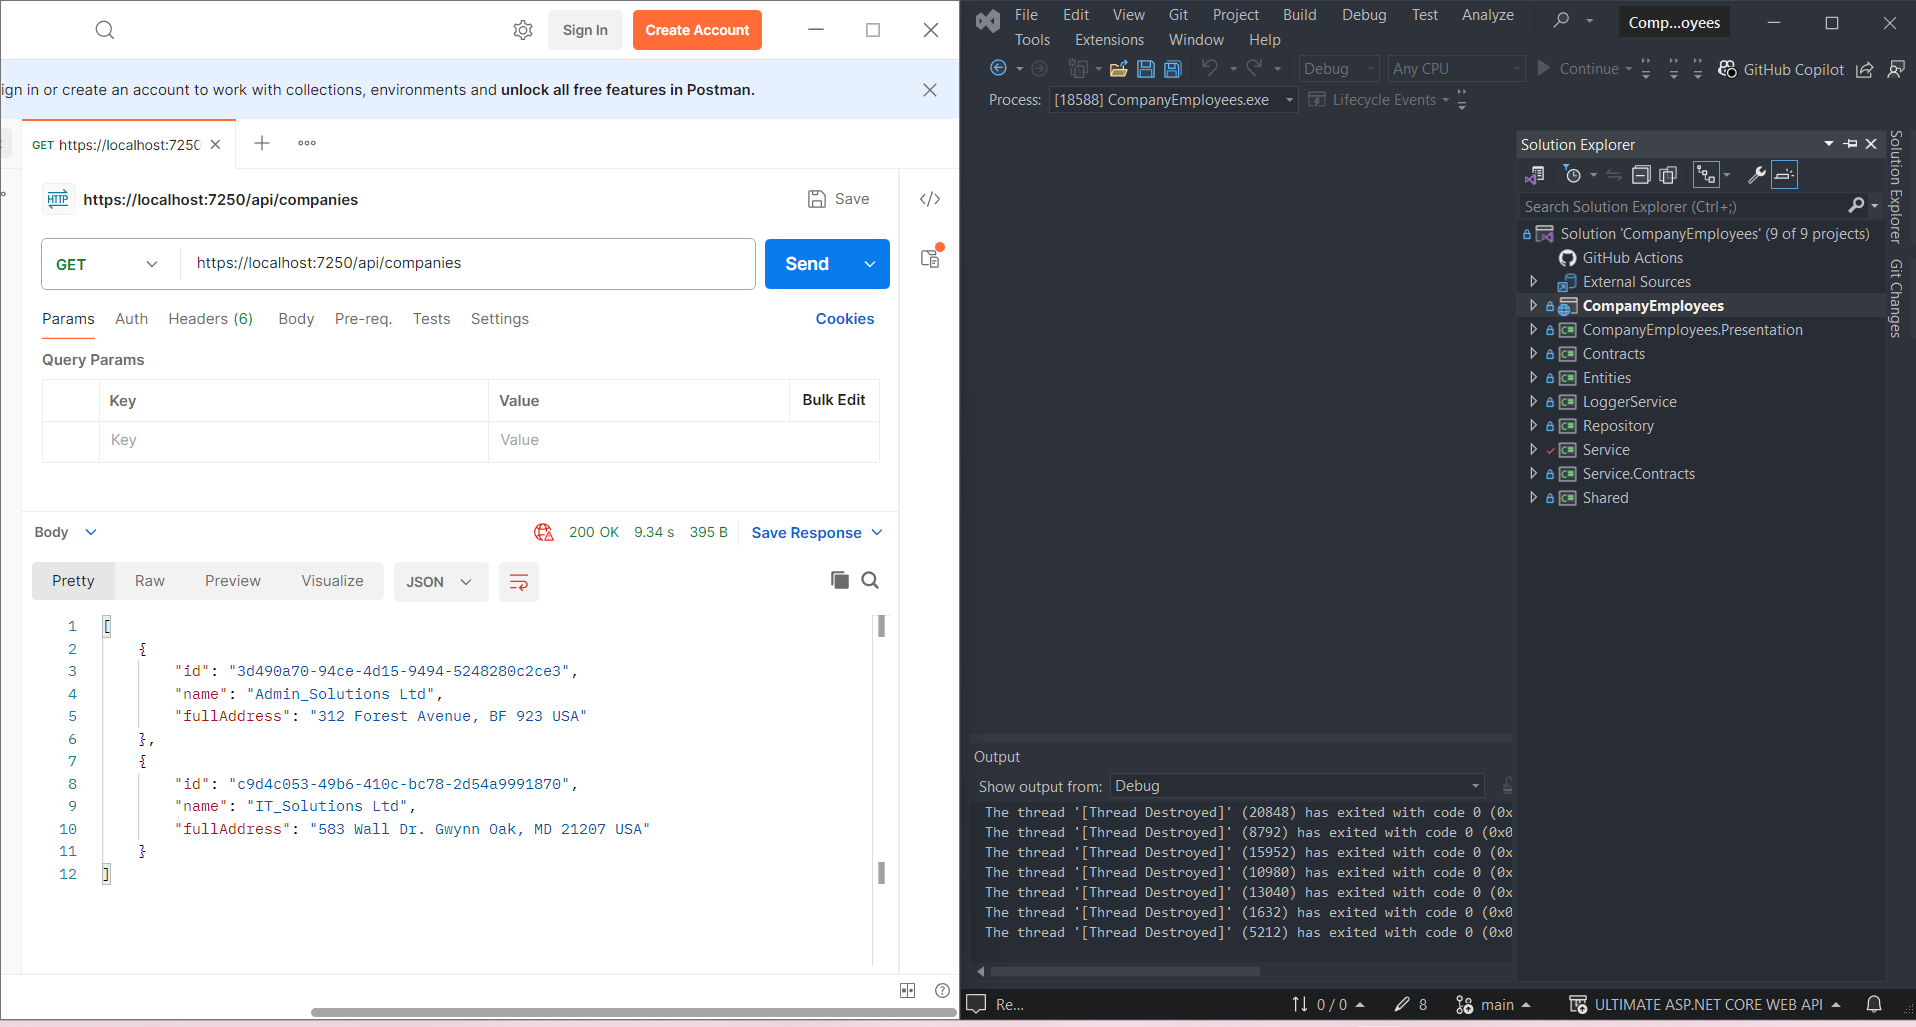 Sign In
Create Account
ign in or create an account to work with collections, environments and unlock all free features in Postman.
GET https://localhost:7250
HTTP https://localhost:7250/api/companies
Save
GET
https://localhost:7250/api/companies
Send
Params Auth Headers (6) Body Pre-req. Tests Settings Cookies
Query Params
Key Value Bulk Edit
Key Value
Body
200 OK 9.34 s 395 B Save Response
Pretty Raw Preview Visualize JSON
1 [
2 {
3 "id": "3d490a70-94ce-4d15-9494-5248280c2ce3",
4 "name": "Admin_Solutions Ltd",
5 "fullAddress": "312 Forest Avenue, BF 923 USA"
6 },
7 {
8 "id": "c9d4c053-49b6-410c-bc78-2d54a9991870",
9 "name": "IT_Solutions Ltd",
10 "fullAddress": "583 Wall Dr. Gwynn Oak, MD 21207 USA"
11 }
12 ]
File Edit View Git Project Build Debug Test Analyze
Tools Extensions Window Help
Comp...oyees
Debug Any CPU Continue GitHub Copilot
Process: [18588] CompanyEmployees.exe Lifecycle Events
Solution Explorer
Search Solution Explorer (Ctrl+;)
Solution 'CompanyEmployees' (9 of 9 projects)
GitHub Actions
External Sources
CompanyEmployees
C# CompanyEmployees.Presentation
C# Contracts
C# Entities
C# LoggerService
C# Repository
C# Service
C# Service.Contracts
C# Shared
Solution Explorer
Git Changes
Output
Show output from: Debug
The thread '[Thread Destroyed]' (20848) has exited with code 0 (0x
The thread '[Thread Destroyed]' (8792) has exited with code 0 (0x0
The thread '[Thread Destroyed]' (15952) has exited with code 0 (0x
The thread '[Thread Destroyed]' (10980) has exited with code 0 (0x
The thread '[Thread Destroyed]' (13040) has exited with code 0 (0x
The thread '[Thread Destroyed]' (1632) has exited with code 0 (0x0
The thread '[Thread Destroyed]' (5212) has exited with code 0 (0x0
Re... 0 / 0 8 main ULTIMATE ASP.NET CORE WEB API